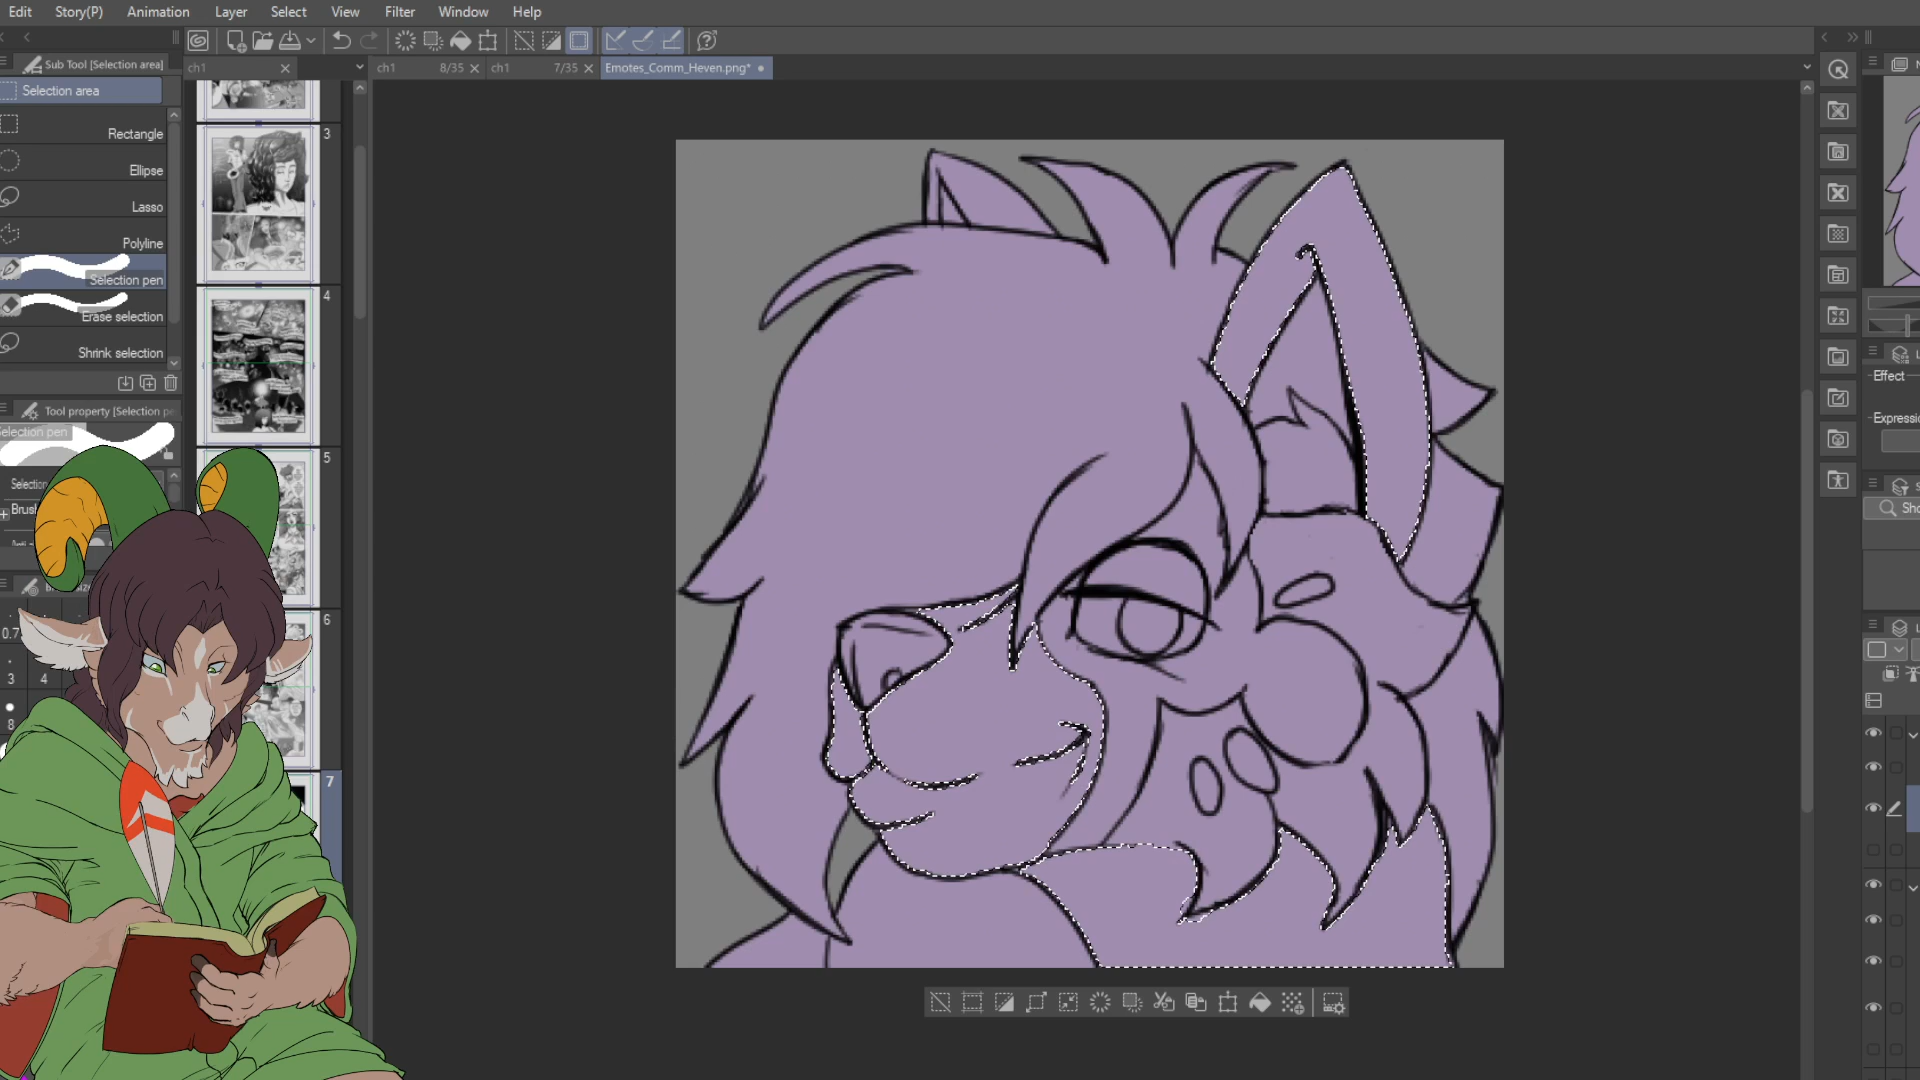 Edit Story(P) Animation Layer Select View Filter Window Help
Sub Tool [Selection area]
ch1
ch1 8/35
ch1 7/35
Emotes_Comm_Heven.png*
Selection area
Rectangle
Ellipse
Lasso
Polyline
Selection pen
Erase selection
Shrink selection
Tool property [Selection pe
Selection pen
Selection
Brush
3
4
5
6
7
0.7
3 4
8
Effect
Expression
Sho